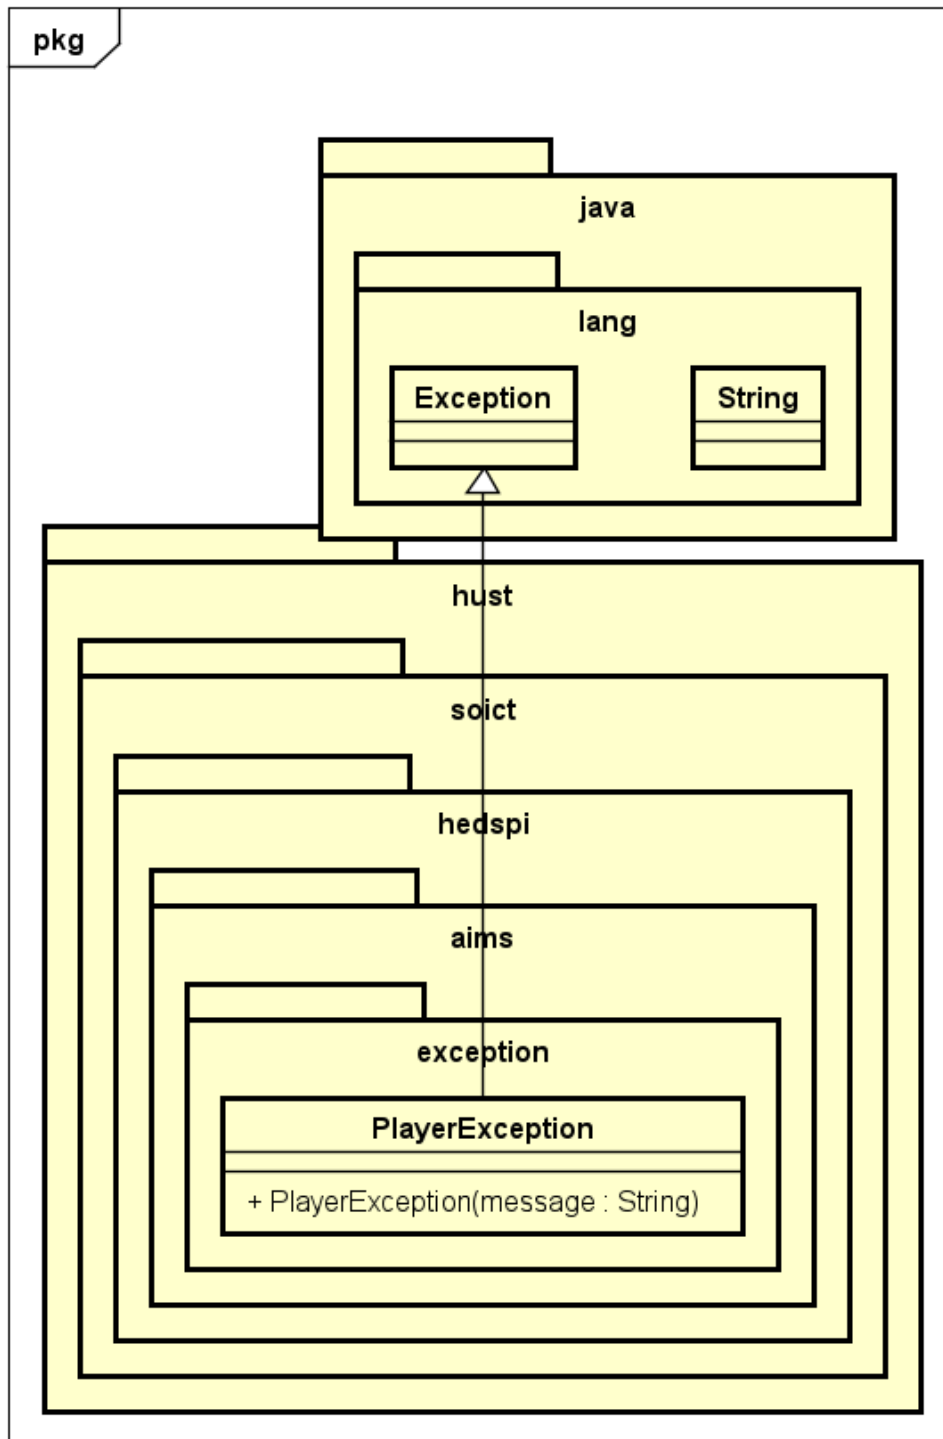 pkg
java
lang
Exception
String
hust
soict
hedspi
aims
exception
PlayerException
+ PlayerException(message : String)